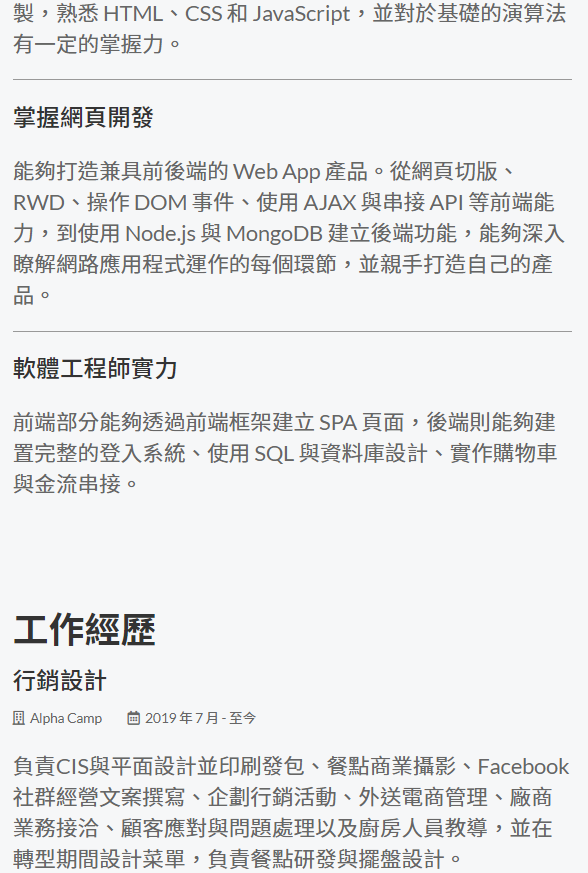 製，熟悉 HTML、CSS 和 JavaScript，並對於基礎的演算法
有一定的掌握力。
掌握網頁開發
能夠打造兼具前後端的 Web App 產品。從網頁切版、
RWD、操作 DOM 事件、使用 AJAX 與串接 API 等前端能
力，到使用 Node.js 與 MongoDB 建立後端功能，能夠深入
瞭解網路應用程式運作的每個環節，並親手打造自己的產
品。
軟體工程師實力
前端部分能夠透過前端框架建立 SPA 頁面，後端則能夠建
置完整的登入系統、使用 SQL 與資料庫設計、實作購物車
與金流串接。
工作經歷
行銷設計
Alpha Camp 2019 年 7 月 - 至今
負責CIS與平面設計並印刷發包、餐點商業攝影、Facebook
社群經營文案撰寫、企劃行銷活動、外送電商管理、廠商
業務接洽、顧客應對與問題處理以及廚房人員教導，並在
轉型期間設計菜單，負責餐點研發與擺盤設計。